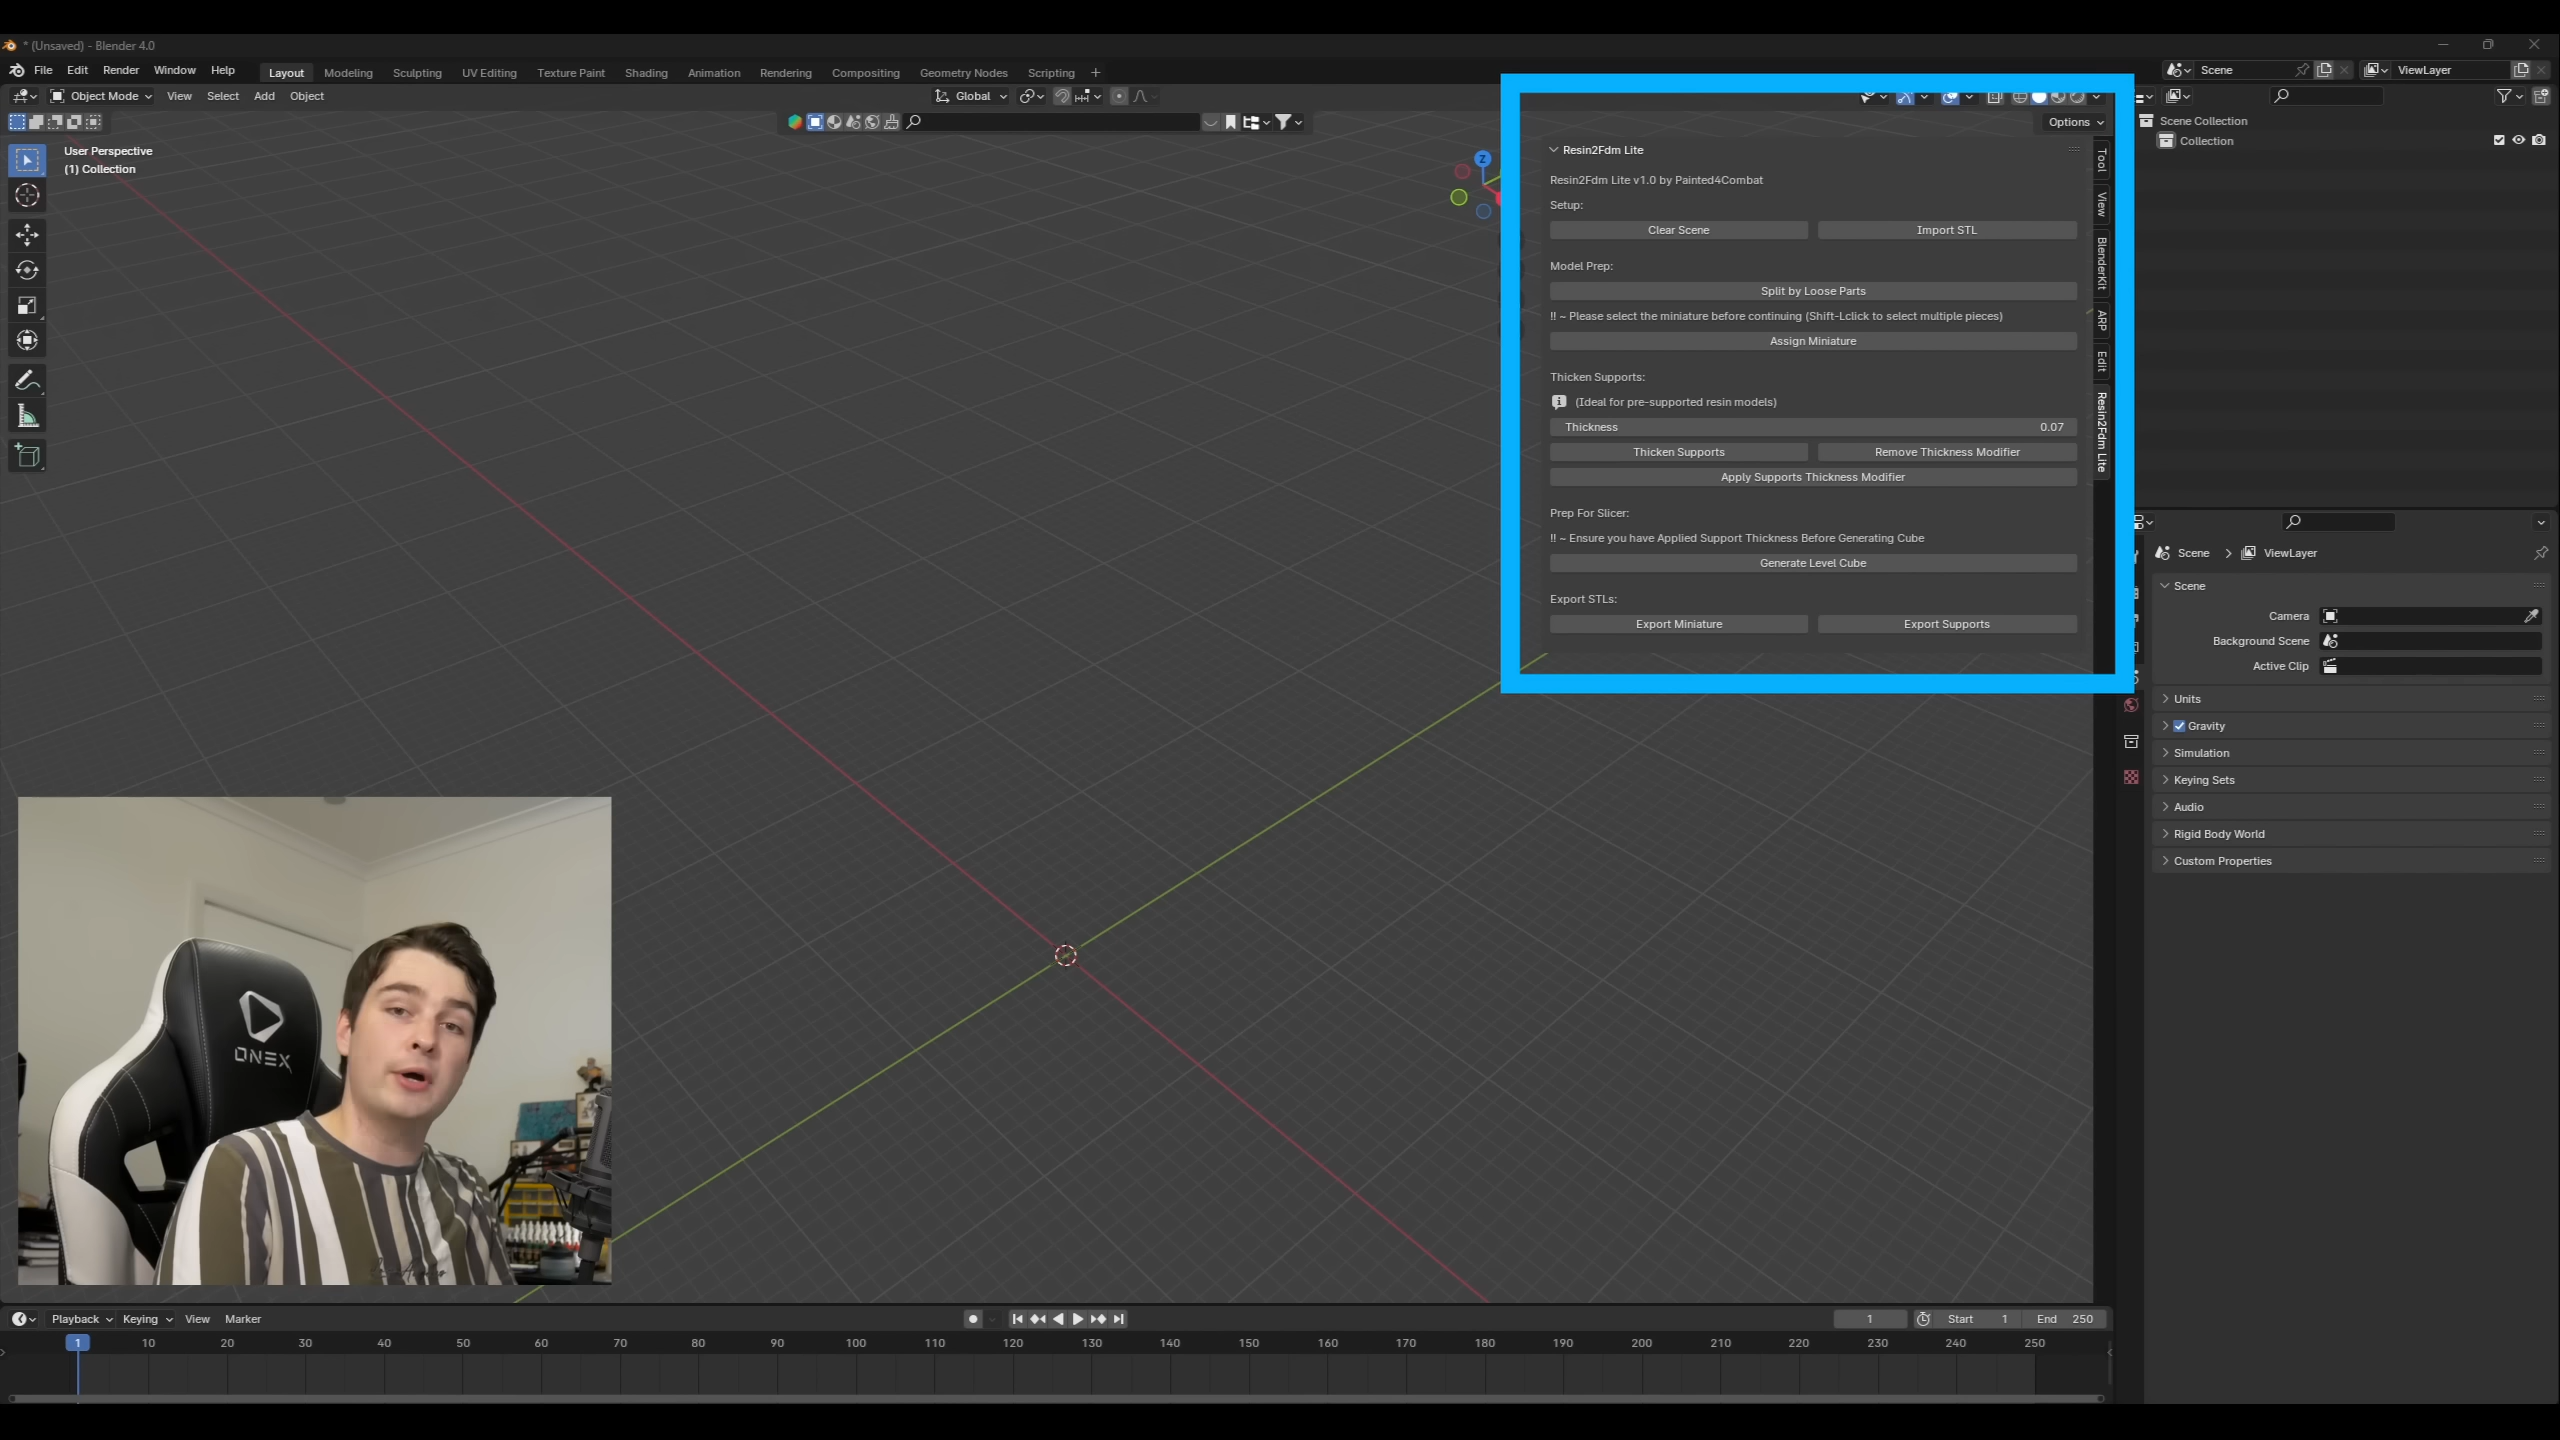 * (Unsaved) - Blender 4.0
File Edit Render Window Help
Layout Modeling Sculpting UV Editing Texture Paint Shading Animation Rendering Compositing Geometry Nodes Scripting +
Scene
ViewLayer
Object Mode View Select Add Object
Global
Options
User Perspective
(1) Collection
Z
Resin2Fdm Lite
Resin2Fdm Lite v1.0 by Painted4Combat
Setup:
Clear Scene Import STL
Model Prep:
Split by Loose Parts
!! ~ Please select the miniature before continuing (Shift-Lclick to select multiple pieces)
Assign Miniature
Thicken Supports:
(Ideal for pre-supported resin models)
Thickness 0.07
Thicken Supports Remove Thickness Modifier
Apply Supports Thickness Modifier
Prep For Slicer:
!! ~ Ensure you have Applied Support Thickness Before Generating Cube
Generate Level Cube
Export STLs:
Export Miniature Export Supports
Tool
View
BlenderKit
ARP
Edit
Resin2Fdm Lite
Scene Collection
Collection
Scene > ViewLayer
Scene
Camera
Background Scene
Active Clip
Units
Gravity
Simulation
Keying Sets
Audio
Rigid Body World
Custom Properties
ONEX
Playback Keying View Marker
1 Start 1 End 250
1 10 20 30 40 50 60 70 80 90 100 110 120 130 140 150 160 170 180 190 200 210 220 230 240 250